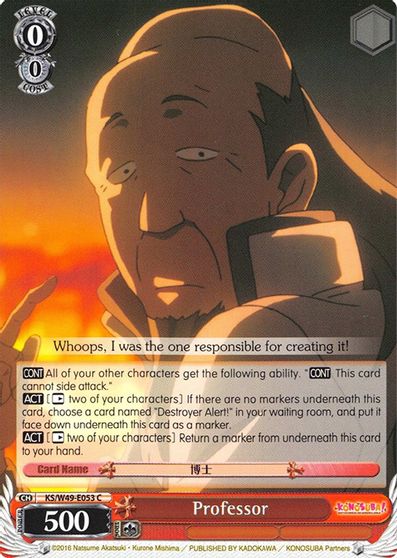 LEVEL
0
0
COST
Whoops, I was the one responsible for creating it!
CONT All of your other characters get the following ability. "CONT This card
cannot side attack."
ACT [ two of your characters] If there are no markers underneath this
card, choose a card named "Destroyer Alert!" in your waiting room, and put it
face down underneath this card as a marker.
ACT [ two of your characters] Return a marker from underneath this card
to your hand.
Card Name 博士
CH KS/W49-E053 C
Professor
KONOSUBA!
POWER 500 SOUL
©2016 Natsume Akatsuki・Kurone Mishima / PUBLISHED BY KADOKAWA / KONOSUBA Partners